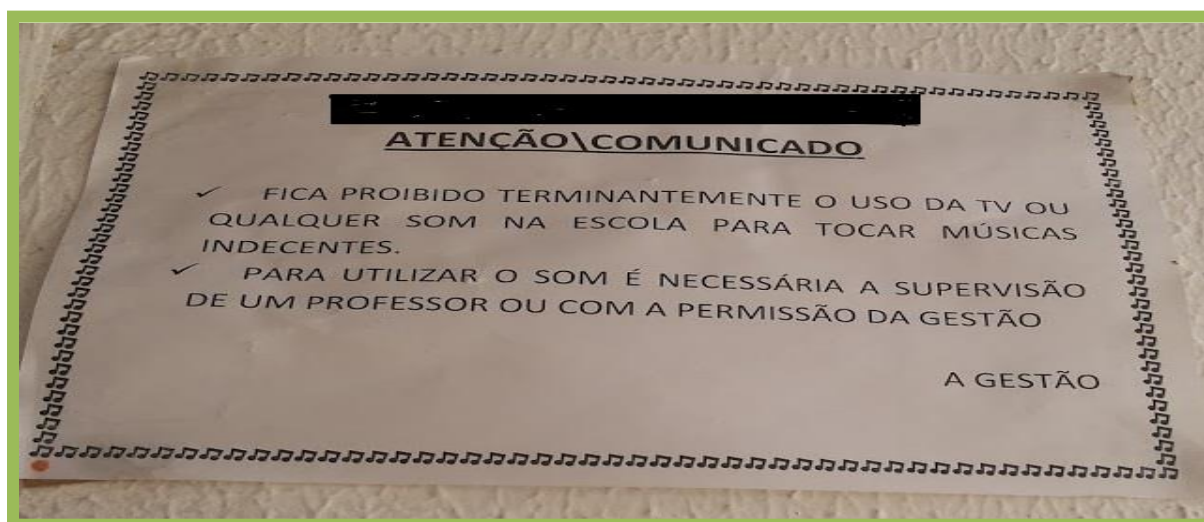 ATENÇÃO\COMUNICADO
✓ FICA PROIBIDO TERMINANTEMENTE O USO DA TV OU
QUALQUER SOM NA ESCOLA PARA TOCAR MÚSICAS
INDECENTES.
✓ PARA UTILIZAR O SOM É NECESSÁRIA A SUPERVISÃO
DE UM PROFESSOR OU COM A PERMISSÃO DA GESTÃO
A GESTÃO